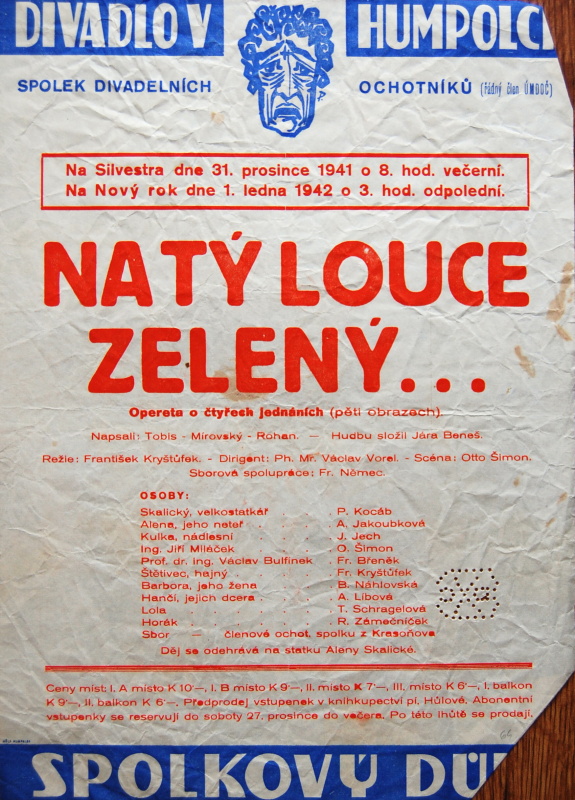 DIVADLO V HUMPOLCI
SPOLEK DIVADELNÍCH OCHOTNÍKŮ (řádný člen ÚMDOČ)
Na Silvestra dne 31. prosince 1941 o 8. hod. večerní.
Na Nový rok dne 1. ledna 1942 o 3. hod. odpolední.
NA TÝ LOUCE
ZELENÝ...
Opereta o čtyřech jednáních (pěti obrazech).
Napsali: Tobis - Mírovský - Rohan. — Hudbu složil Jára Beneš.
Režie: František Kryštůfek. - Dirigent: Ph. Mr. Václav Vorel. - Scéna: Otto Šimon.
Sborová spolupráce: Fr. Němec.
OSOBY:
Skalický, velkostatkář P. Kocáb
Alena, jeho neteř . . . . . A. Jakoubková
Kulka, nádlesní . . . . . J. Jech
Ing. Jiří Miláček . . . . . O. Šimon
Prof. dr. ing. Václav Bulfinek Fr. Břeněk
Štětivec, hajný . . . . . Fr. Kryštůfek
Barbora, jeho žena . . . . B. Náhlovská
Hančí, jejich dcera . . . . A. Libová
Lola . . . . . . . T. Schragelová
Horák . . . . . . . R. Zámečníček
Sbor — členové ochot. spolku z Krasoňova
Děj se odehrává na statku Aleny Skalické.
Ceny míst: I. A místo K 10·—, I. B místo K 9·—, II. místo K 7·—, III. místo K 6·—, I. balkon
K 9·—, II. balkon K 6·—. Předprodej vstupenek v knihkupectví pí. Hůlové. Abonentní
vstupenky se reservují do soboty 27. prosince do večera. Po této lhůtě se prodají.
SPOLKOVÝ DŮM